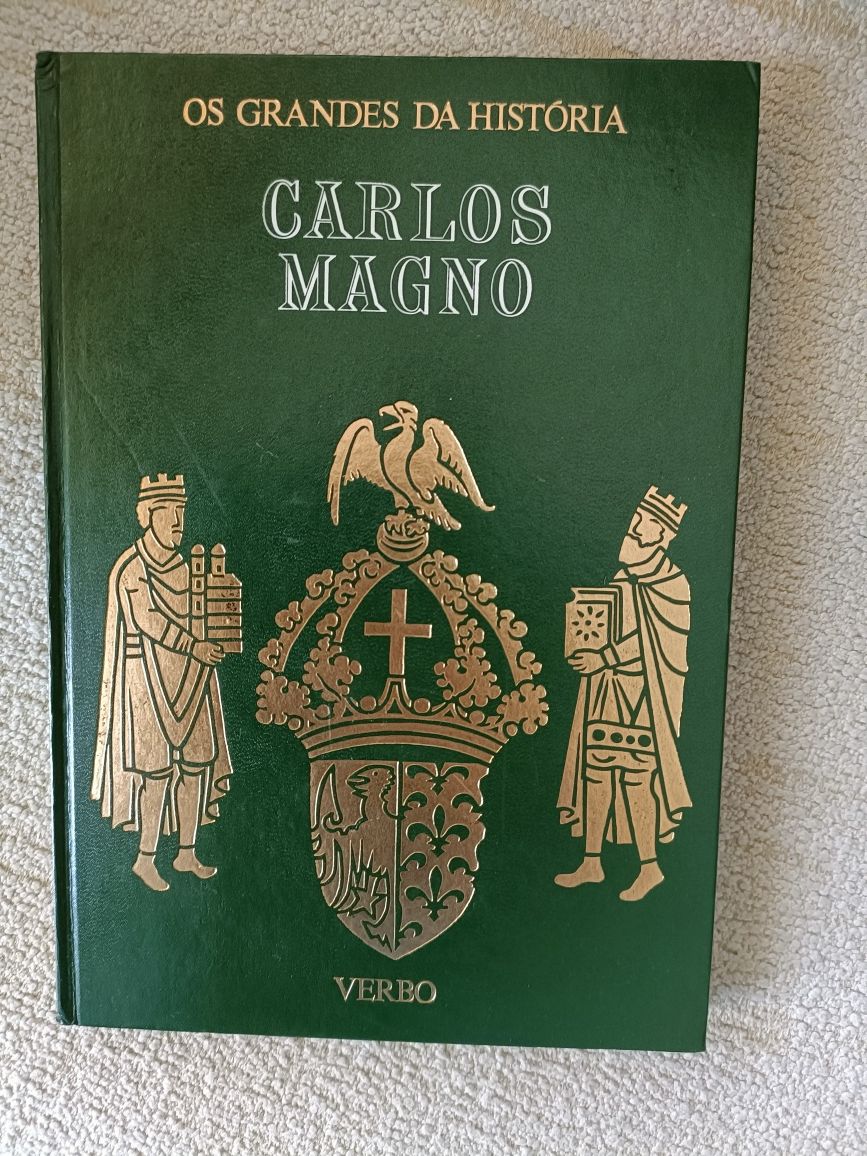 OS GRANDES DA HISTÓRIA
CARLOS
MAGNO
VERBO